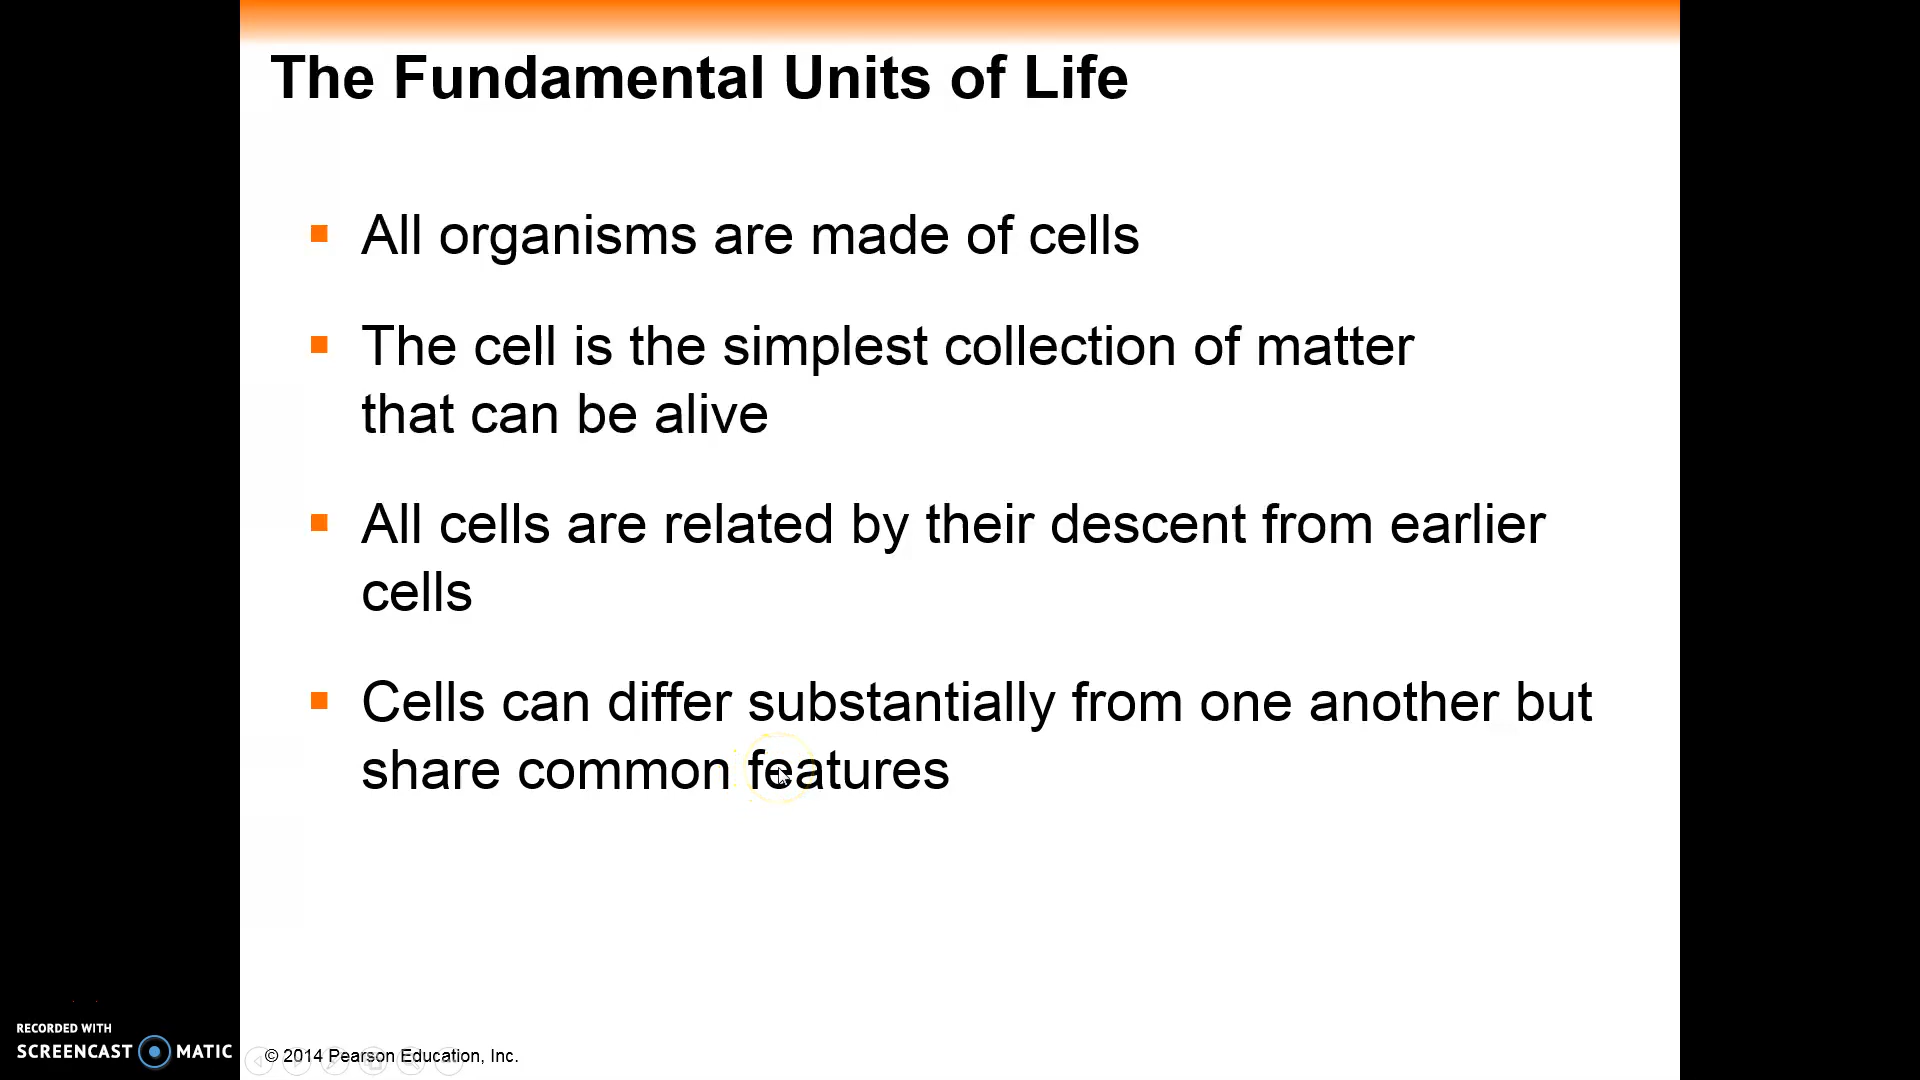 The Fundamental Units of Life
All organisms are made of cells
The cell is the simplest collection of matter
that can be alive
All cells are related by their descent from earlier
cells
Cells can differ substantially from one another but
share common features
RECORDED WITH
SCREENCAST MATIC
© 2014 Pearson Education, Inc.